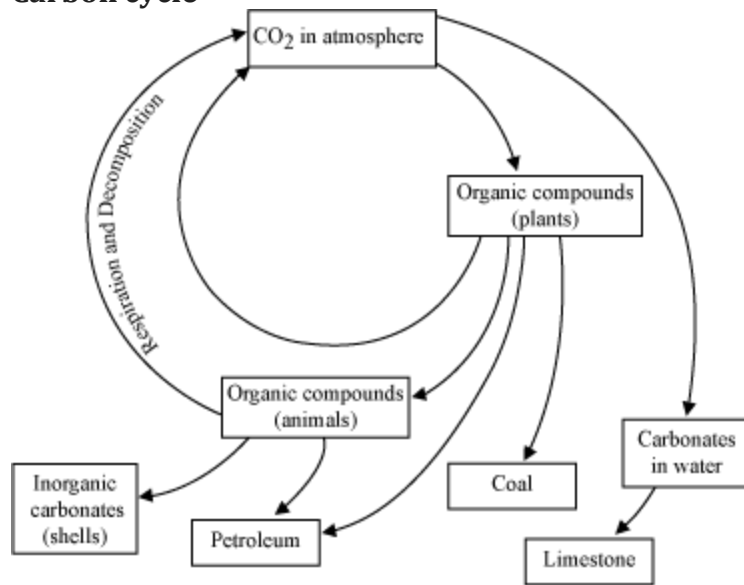 Carbon cycle
CO2 in atmosphere
Respiration and Decomposition
Organic compounds
(plants)
Organic compounds
(animals)
Carbonates
in water
Inorganic
carbonates
(shells)
Coal
Petroleum
Limestone